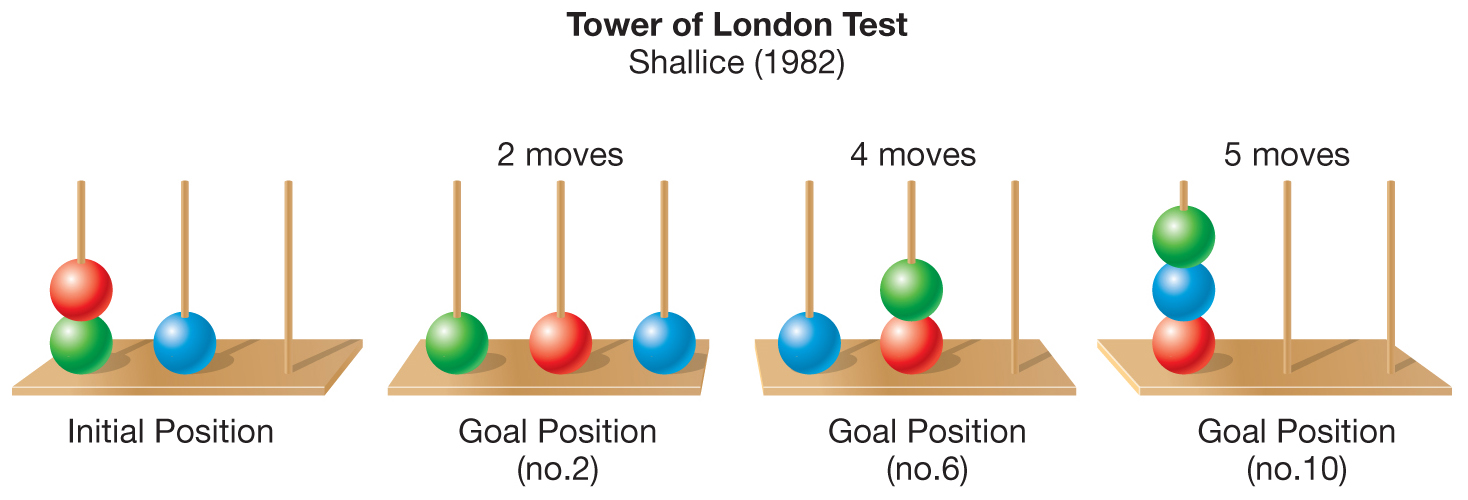 Tower of London Test
Shallice (1982)
2 moves
4 moves
5 moves
Initial Position
Goal Position
(no.2)
Goal Position
(no.6)
Goal Position
(no.10)